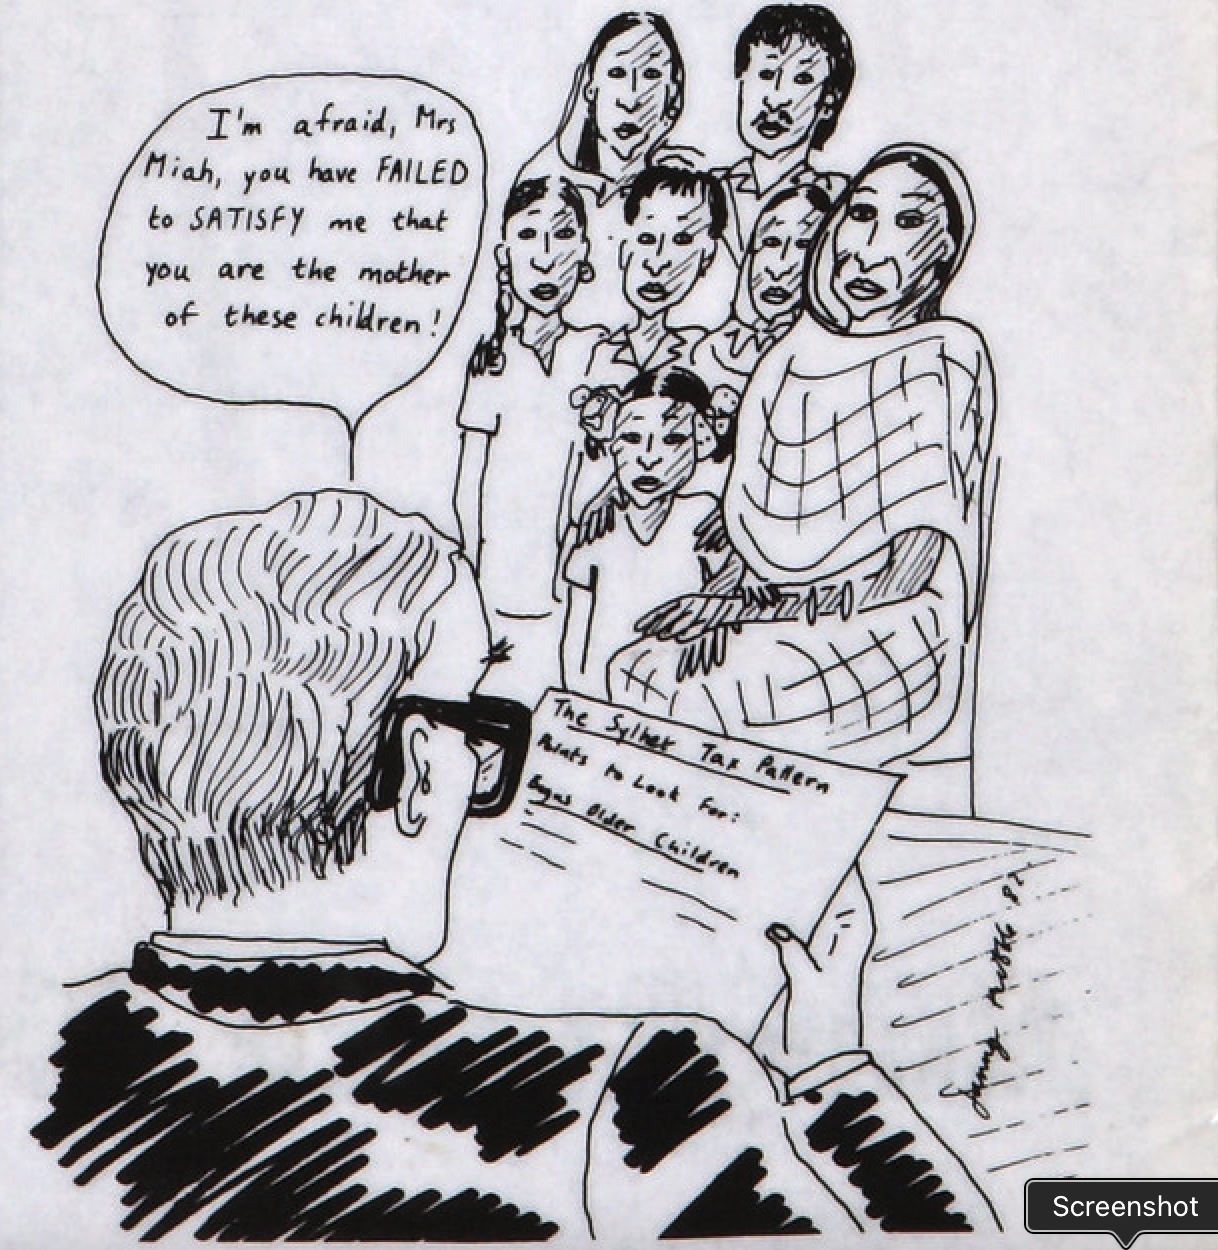 I'm afraid, Mrs
Miah, you have FAILED
to SATISFY me that
you are the mother
of these children!
The Sylhet Tax Pattern
Points to Look For:
Bogus Older Children
Jenny
Screenshot